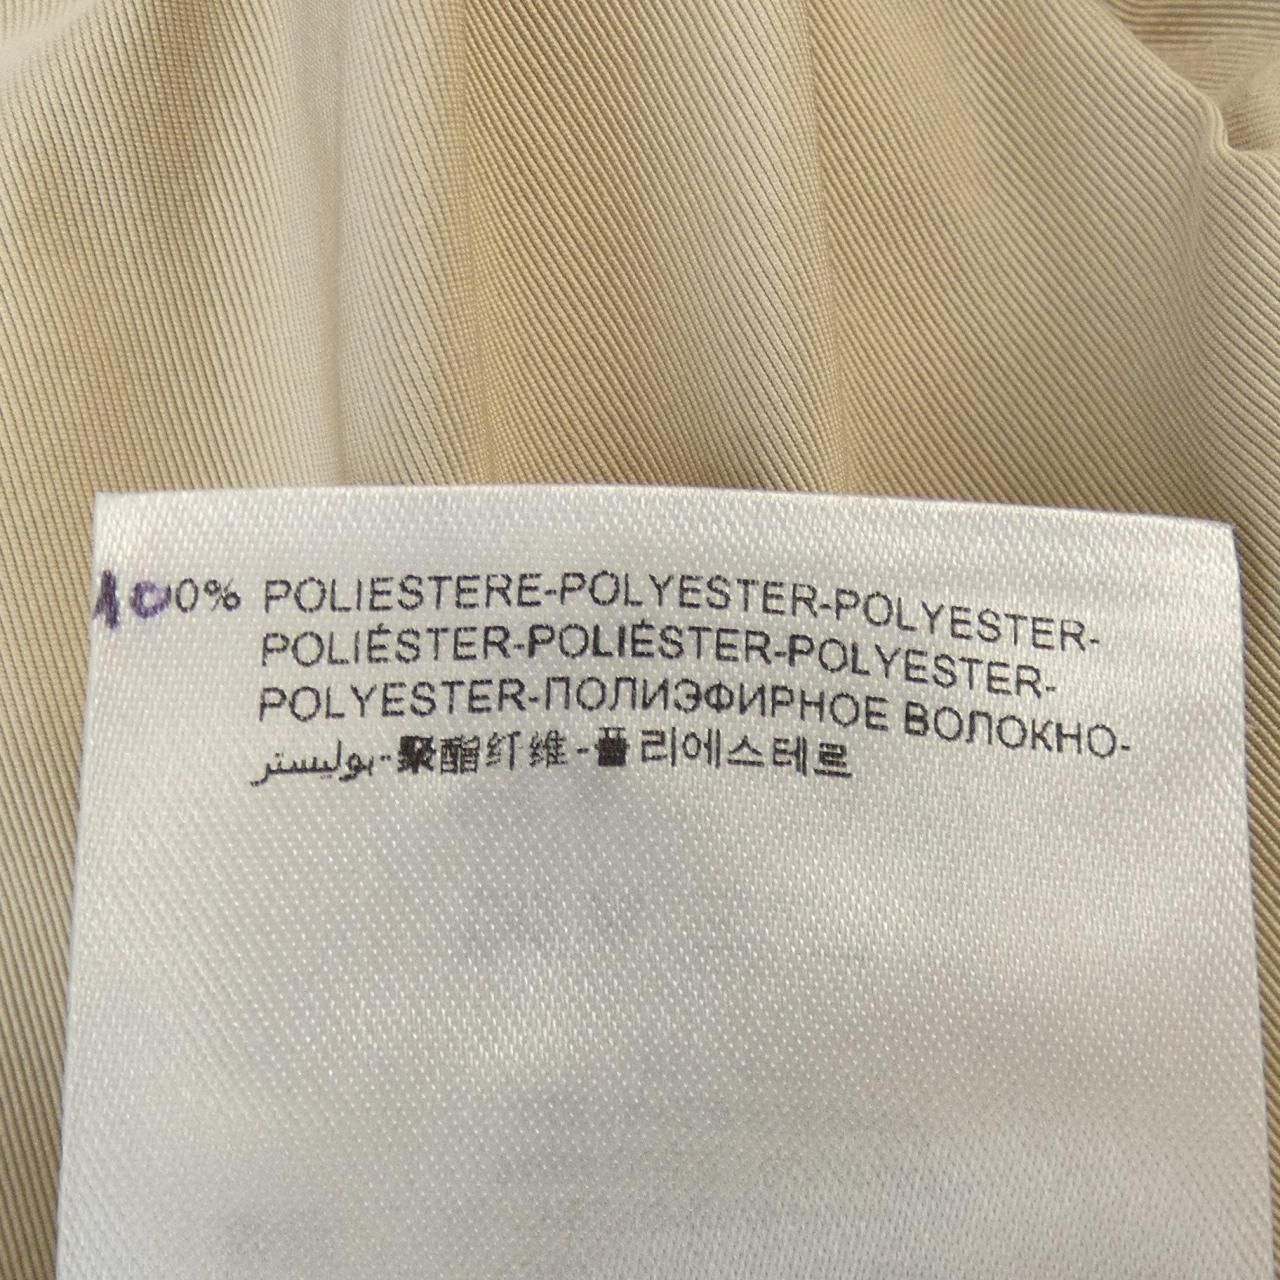 100% POLIESTERE-POLYESTER-POLYESTER-
POLIÉSTER-POLIÉSTER-POLYESTER-
POLYESTER-ПОЛИЭФИРНОЕ ВОЛОКНО-
بوليستر-聚酯纤维-폴리에스테르